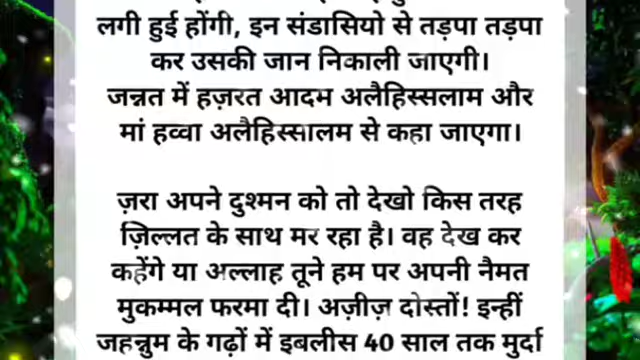 लगी हुई होंगी, इन संडासियो से तड़पा तड़पा
कर उसकी जान निकाली जाएगी।
जन्नत में हज़रत आदम अलैहिस्सलाम और
मां हव्वा अलैहिस्सालम से कहा जाएगा।
ज़रा अपने दुश्मन को तो देखो किस तरह
ज़िल्लत के साथ मर रहा है। वह देख कर
कहेंगे या अल्लाह तूने हम पर अपनी नैमत
मुकम्मल फरमा दी। अज़ीज़ दोस्तों! इन्हीं
जहन्नुम के गढ़ों में इबलीस 40 साल तक मुर्दा